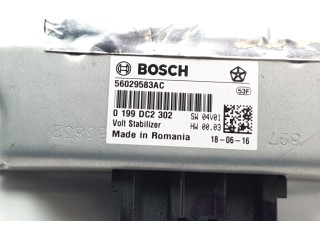 BOSCH
56029583AC
53F
0 199 DC2 302
SW 04V01
Volt Stabilizer
HW 00.03
Made in Romania
18-06-16